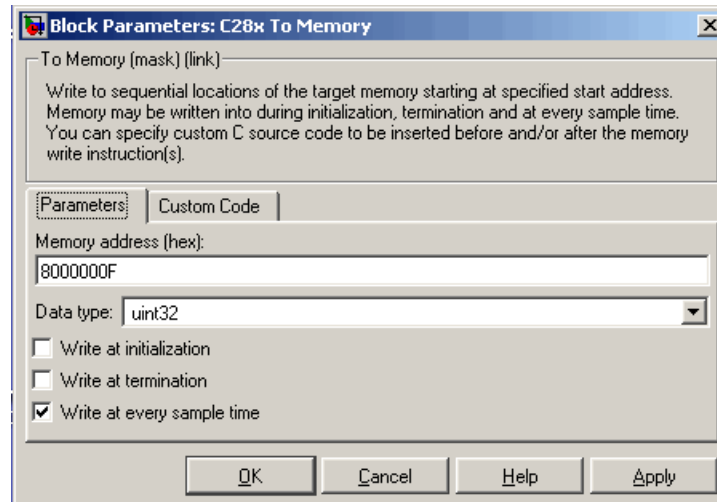 Block Parameters: C28x To Memory
To Memory (mask) (link)
Write to sequential locations of the target memory starting at specified start address.
Memory may be written into during initialization, termination and at every sample time.
You can specify custom C source code to be inserted before and/or after the memory
write instruction(s).
Parameters Custom Code
Memory address (hex):
8000000F
Data type: uint32
Write at initialization
Write at termination
Write at every sample time
OK Cancel Help Apply